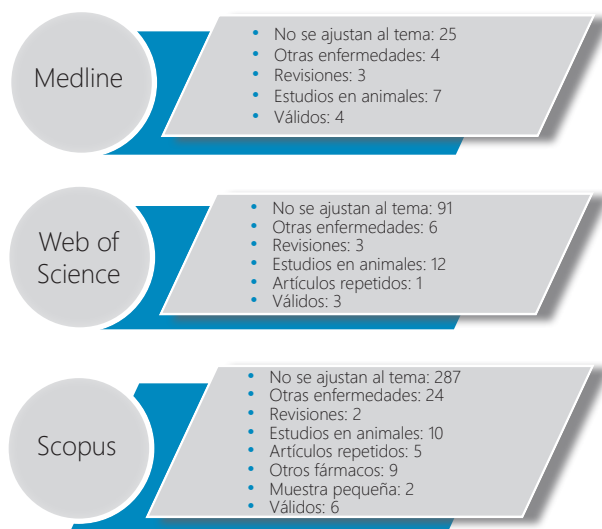 Medline
• No se ajustan al tema: 25
• Otras enfermedades: 4
• Revisiones: 3
• Estudios en animales: 7
• Válidos: 4
Web of
Science
• No se ajustan al tema: 91
• Otras enfermedades: 6
• Revisiones: 3
• Estudios en animales: 12
• Artículos repetidos: 1
• Válidos: 3
Scopus
• No se ajustan al tema: 287
• Otras enfermedades: 24
• Revisiones: 2
• Estudios en animales: 10
• Artículos repetidos: 5
• Otros fármacos: 9
• Muestra pequeña: 2
• Válidos: 6